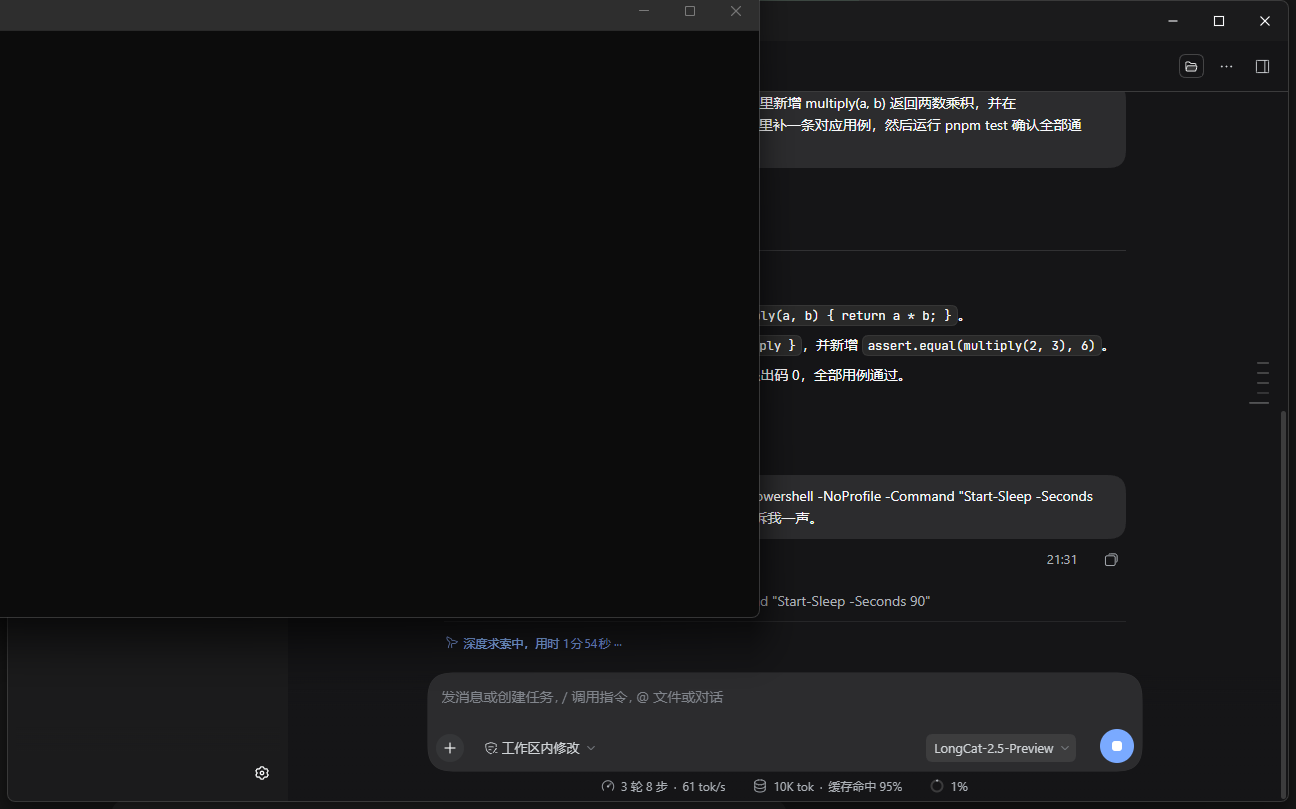 里新增 multiply(a, b) 返回两数乘积，并在
里补一条对应用例，然后运行 pnpm test 确认全部通
ly(a, b) { return a * b; } 。
ply } ，并新增 assert.equal(multiply(2, 3), 6) 。
出码 0，全部用例通过。
owershell -NoProfile -Command "Start-Sleep -Seconds
诉我一声。
21:31
d "Start-Sleep -Seconds 90"
深度求索中，用时 1分54秒 ···
发消息或创建任务，/ 调用指令，@ 文件或对话
工作区内修改
LongCat-2.5-Preview
3 轮 8 步 · 61 tok/s 10K tok · 缓存命中 95% 1%